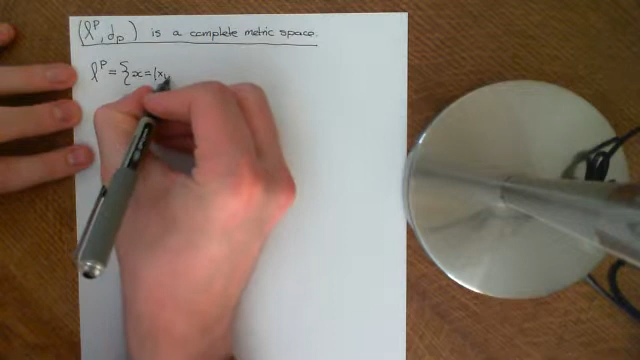 (ℓᵖ, dₚ) is a complete metric space.
ℓᵖ = { x = (x